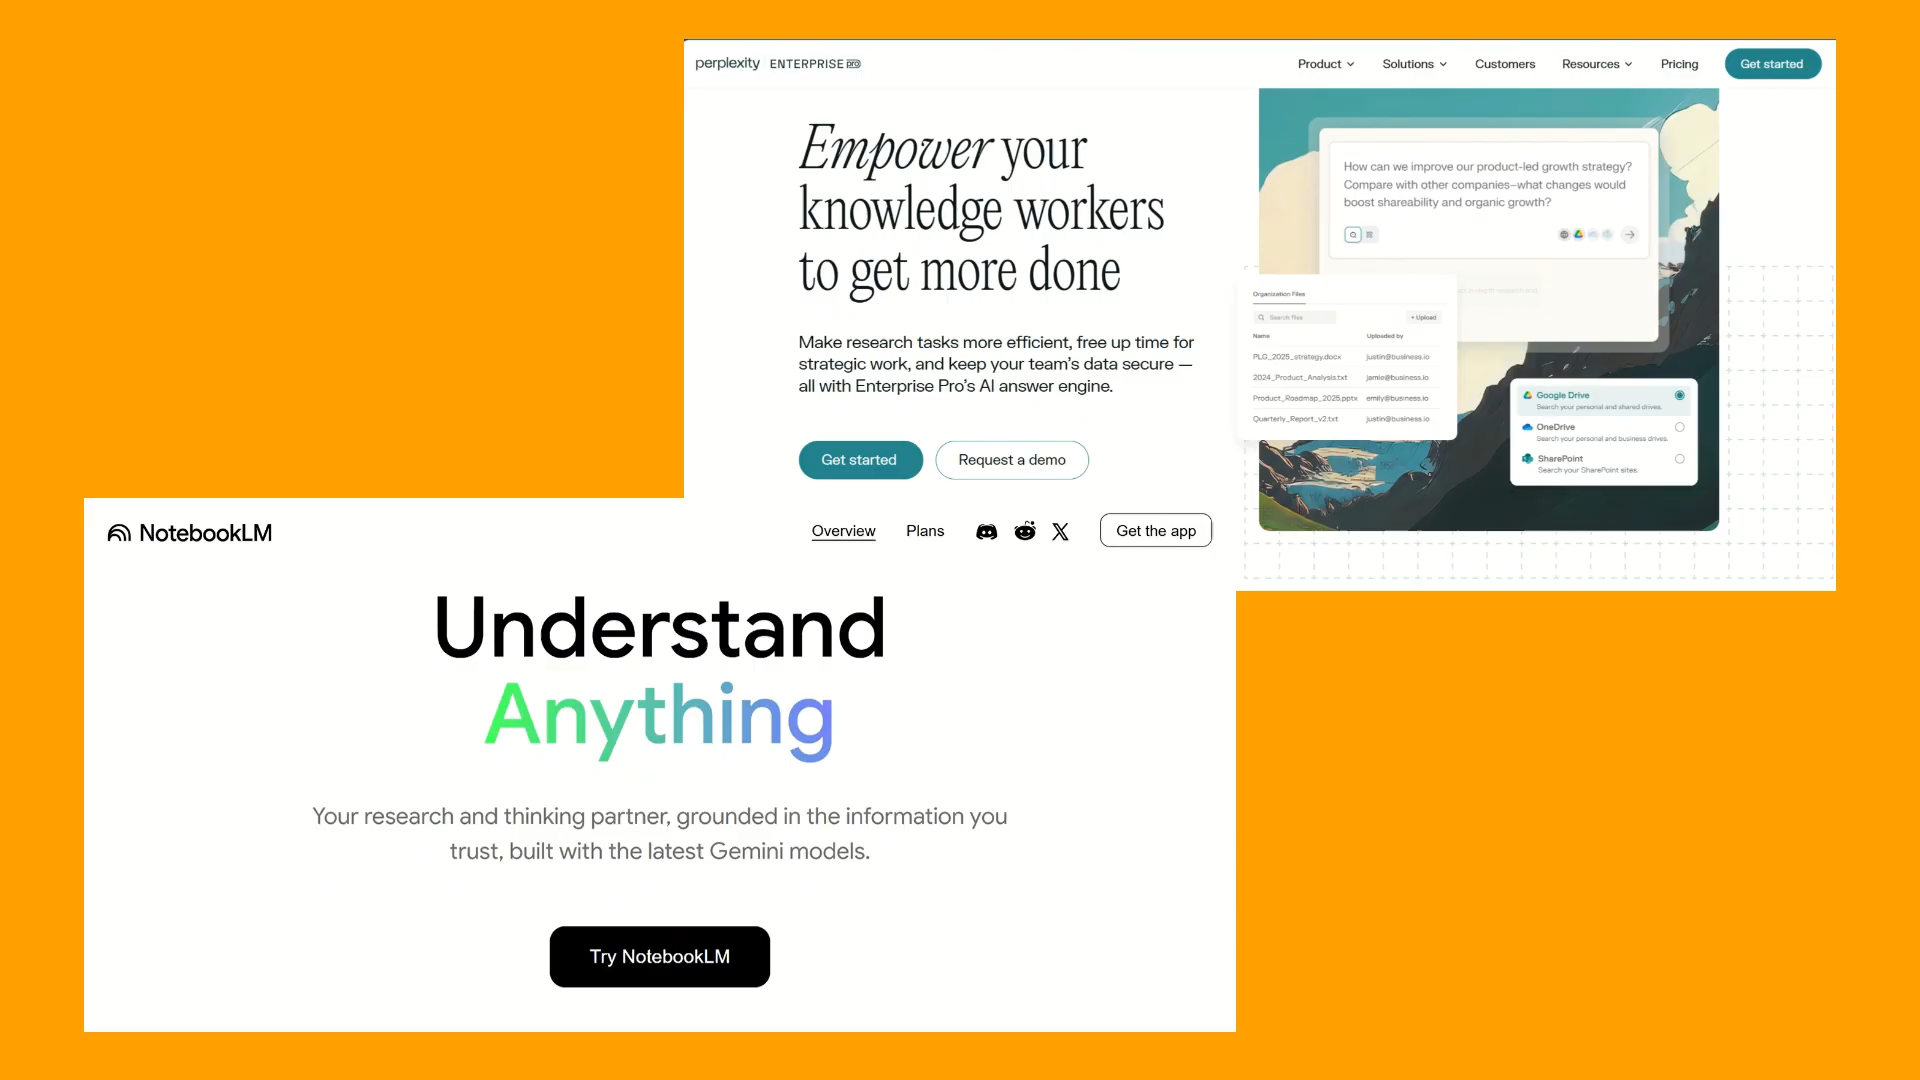 perplexity ENTERPRISE PRO
Product
Solutions
Customers
Resources
Pricing
Get started
Empower your
knowledge workers
to get more done
Make research tasks more efficient, free up time for
strategic work, and keep your team's data secure —
all with Enterprise Pro's AI answer engine.
Get started
Request a demo
How can we improve our product-led growth strategy?
Compare with other companies–what changes would
boost shareability and organic growth?
Organization Files
Search files
+ Upload
Name Uploaded by
PLG_2025_strategy.docx justin@business.io
2024_Product_Analysis.txt jamie@business.io
Product_Roadmap_2025.pptx emily@business.io
Quarterly_Report_v2.txt justin@business.io
Google Drive
Search your personal and shared drives.
OneDrive
Search your personal and business drives.
SharePoint
Search your SharePoint sites.
NotebookLM
Overview
Plans
Get the app
Understand
Anything
Your research and thinking partner, grounded in the information you
trust, built with the latest Gemini models.
Try NotebookLM